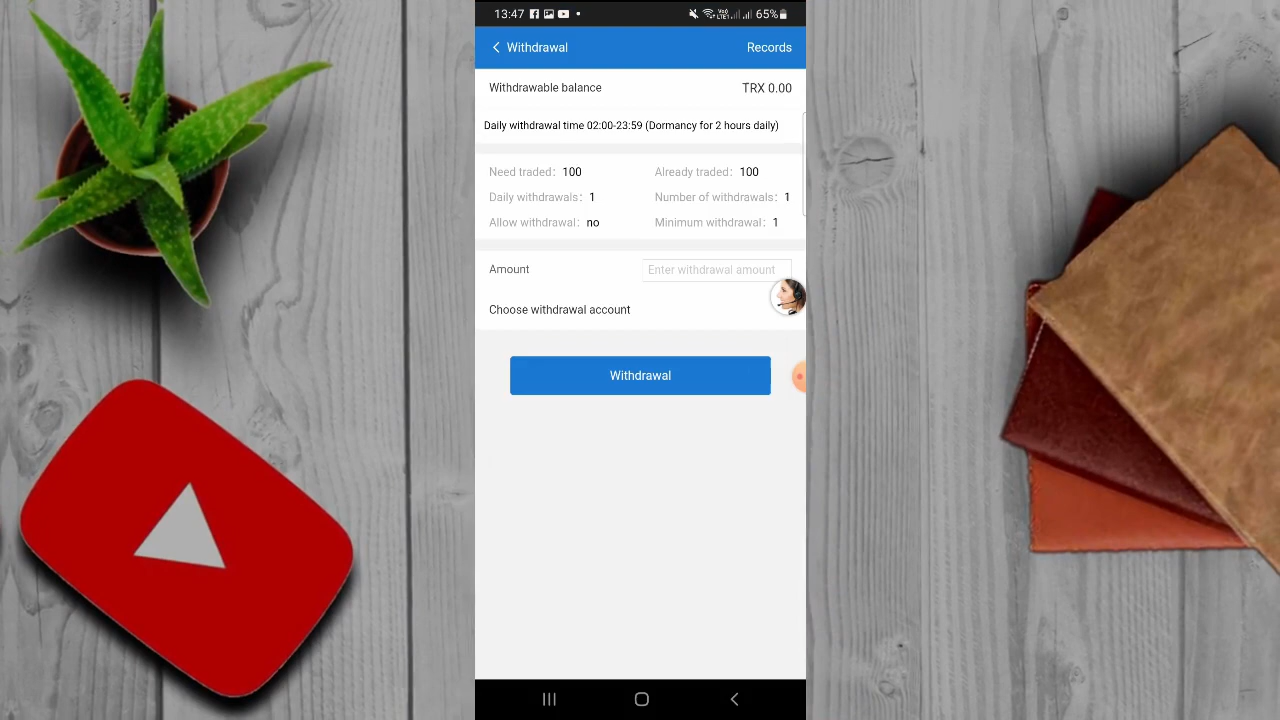 13:47
VoD LTE1 65%
Withdrawal Records
Withdrawable balance TRX 0.00
Daily withdrawal time 02:00-23:59 (Dormancy for 2 hours daily)
Need traded: 100 Already traded: 100
Daily withdrawals: 1 Number of withdrawals: 1
Allow withdrawal: no Minimum withdrawal: 1
Amount Enter withdrawal amount
Choose withdrawal account
Withdrawal